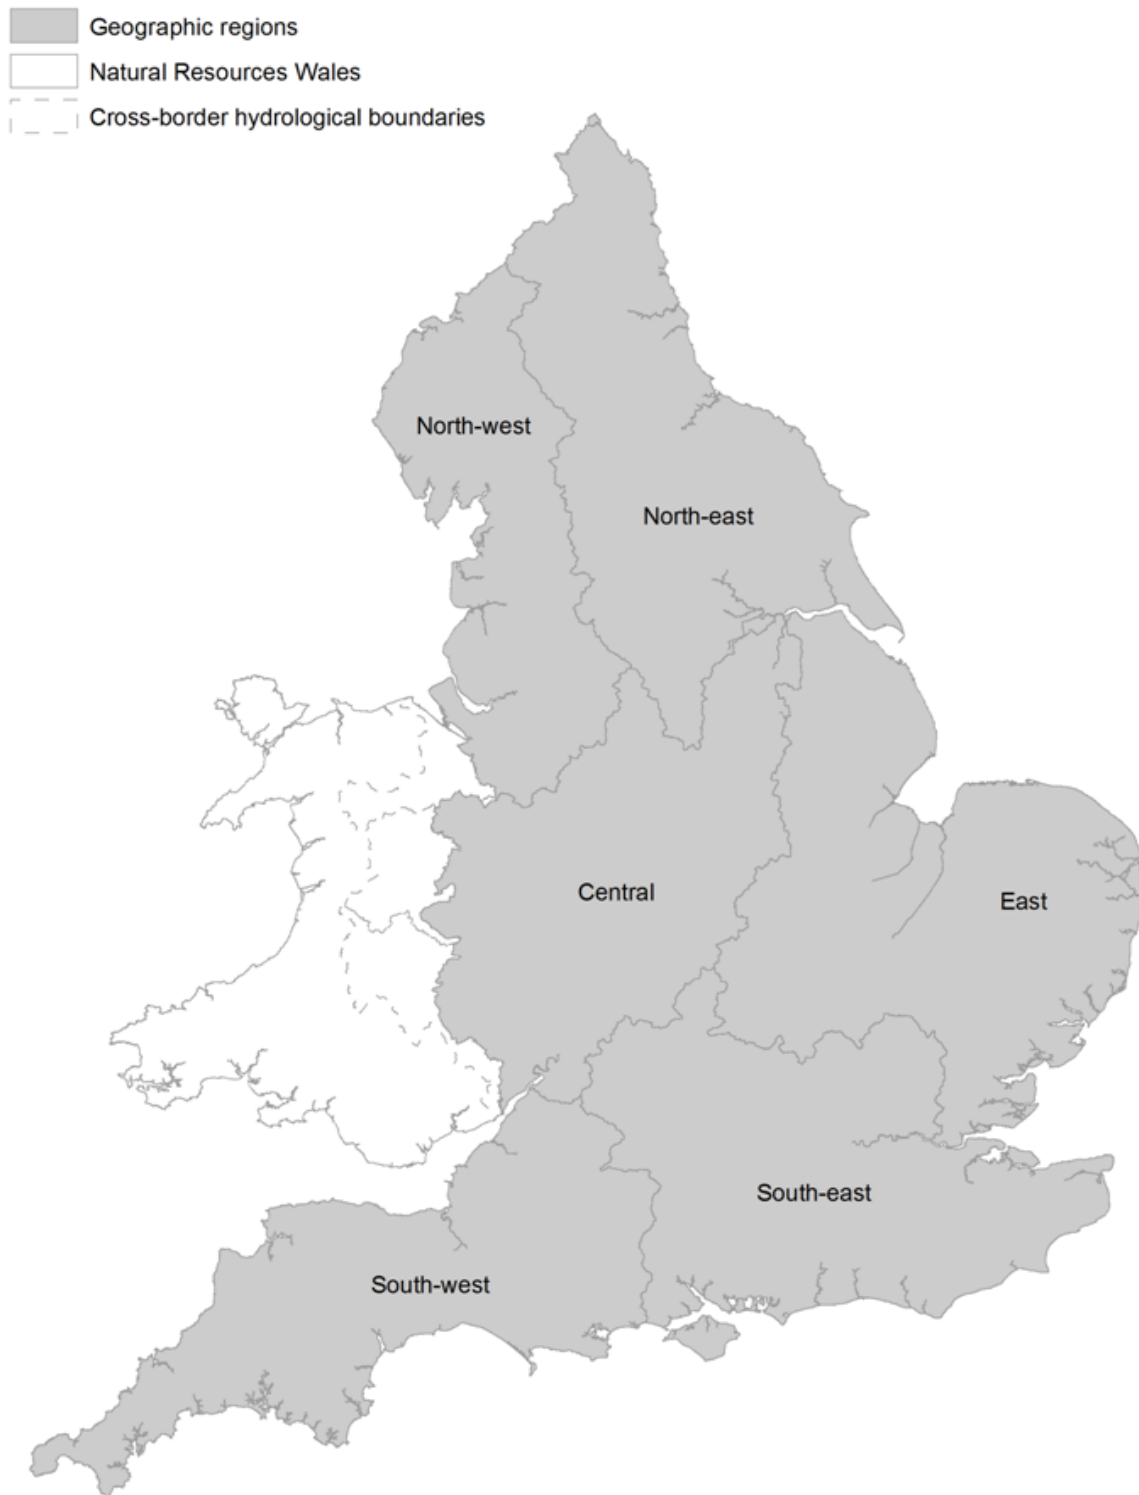 Geographic regions
Natural Resources Wales
Cross-border hydrological boundaries
North-west
North-east
Central
East
South-east
South-west